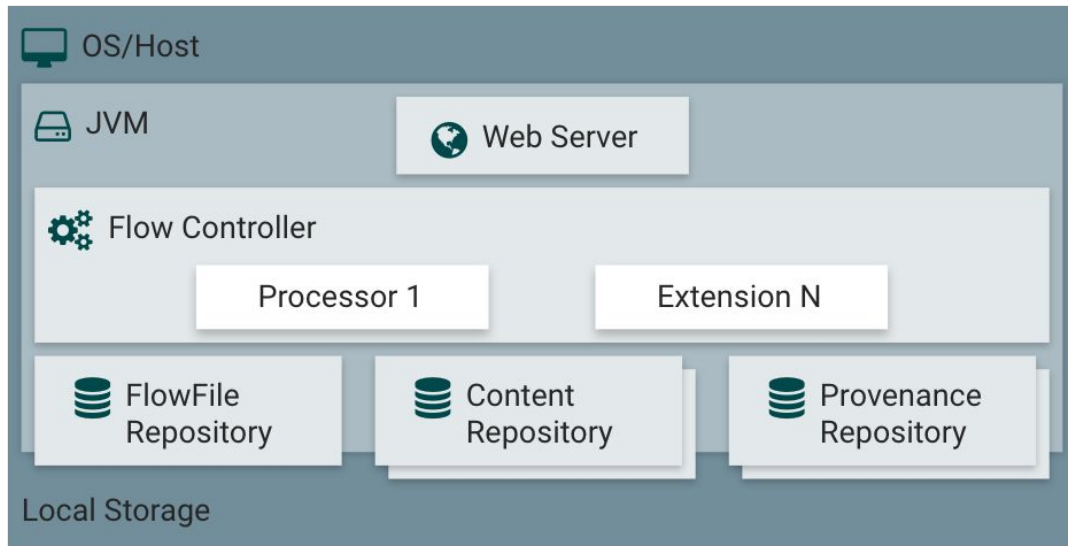 OS/Host
JVM
Web Server
Flow Controller
Processor 1
Extension N
FlowFile
Repository
Content
Repository
Provenance
Repository
Local Storage